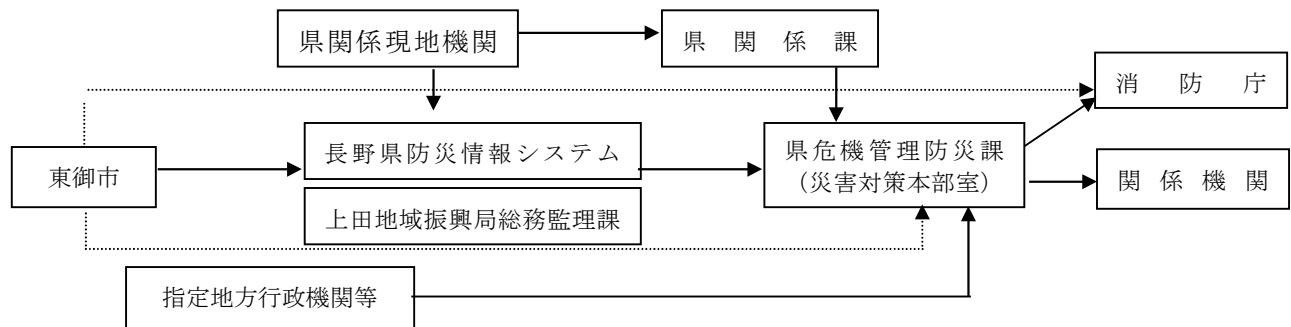 県関係現地機関
県関係課
消防庁
長野県防災情報システム
県危機管理防災課
（災害対策本部室）
東御市
関係機関
上田地域振興局総務監理課
指定地方行政機関等